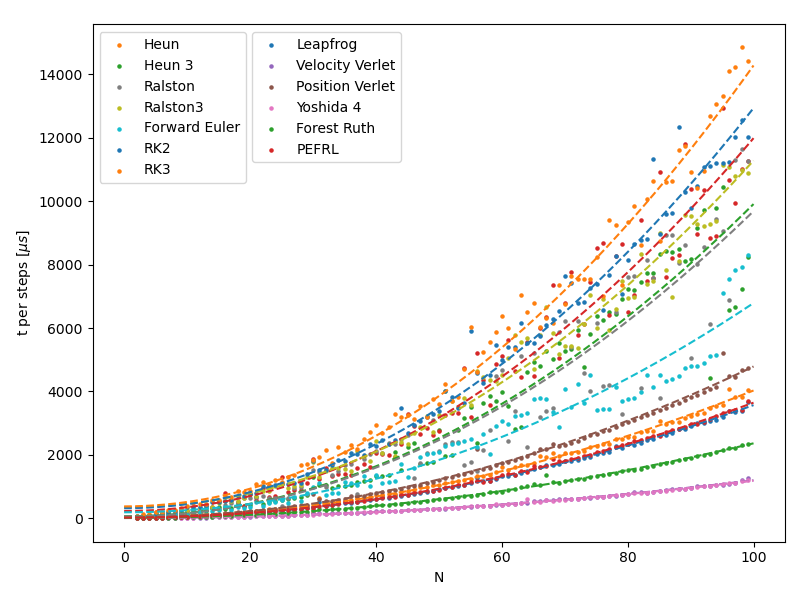 14000
12000
10000
8000
6000
4000
2000
0
t per steps [μs]
Heun
Heun 3
Ralston
Ralston3
Forward Euler
RK2
RK3
Leapfrog
Velocity Verlet
Position Verlet
Yoshida 4
Forest Ruth
PEFRL
0 20 40 60 80 100
N